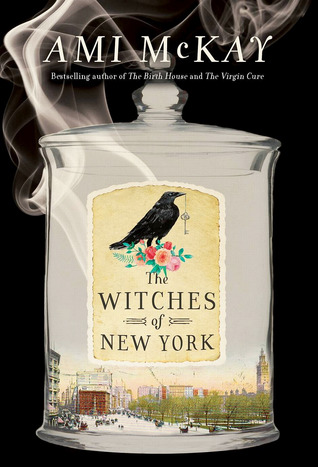 AMI McKAY
Bestselling author of The Birth House and The Virgin Cure
The
WITCHES
of
NEW YORK